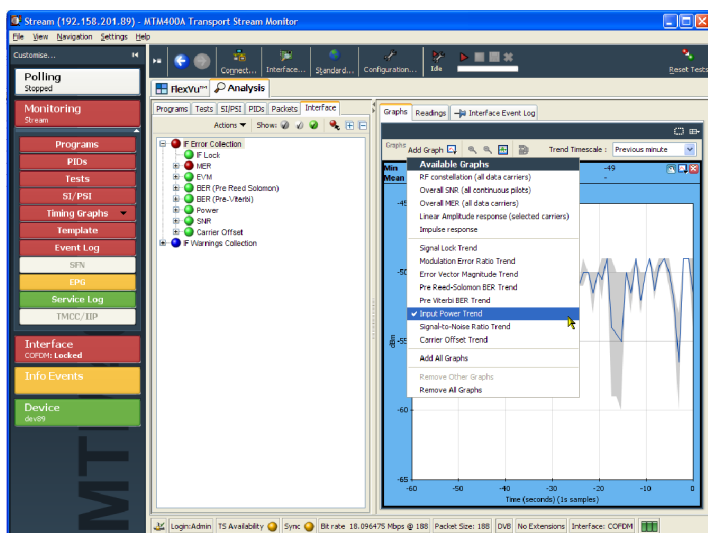 Stream (192.158.201.89) - MTM400A Transport Stream Monitor
File View Navigation Settings Help
Customise...
Polling
Stopped
Monitoring
Stream
Programs
PIDs
Tests
SI/PSI
Timing Graphs
Template
Event Log
SFN
EPG
Service Log
TMCC/IIP
Interface
COFDM: Locked
Info Events
Device
dev89
MTM
Connect... Interface... Standard... Configuration... Idle Reset Tests
FlexVu™ Analysis
Programs Tests SI/PSI PIDs Packets Interface
Actions Show:
IF Error Collection
IF Lock
MER
EVM
BER (Pre Reed Solomon)
BER (Pre-Viterbi)
Power
SNR
Carrier Offset
IF Warnings Collection
Graphs Readings Interface Event Log
Graphs Add Graph Trend Timescale : Previous minute
Min -49
Mean -
Available Graphs
RF constellation (all data carriers)
Overall SNR (all continuous pilots)
Overall MER (all data carriers)
Linear Amplitude response (selected carriers)
Impulse response
Signal Lock Trend
Modulation Error Ratio Trend
Error Vector Magnitude Trend
Pre Reed-Solomon BER Trend
Pre Viterbi BER Trend
Input Power Trend
Signal-to-Noise Ratio Trend
Carrier Offset Trend
Add All Graphs
Remove Other Graphs
Remove All Graphs
-45
-50
-55
-60
-65
dBm
-60 -50 -40 -30 -20 -10 0
Time (seconds) (1s samples)
Login:Admin TS Availability Sync Bit rate 18.096475 Mbps @ 188 Packet Size: 188 DVB No Extensions Interface: COFDM